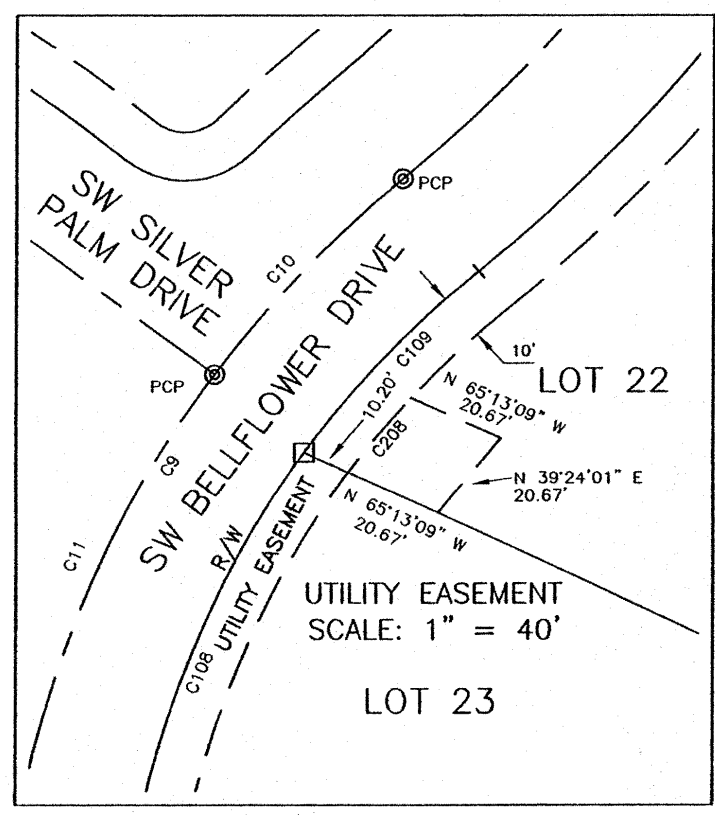 PCP
SW SILVER
PALM DRIVE
C10
SW BELLFLOWER DRIVE
C109
10'
LOT 22
PCP
10.20'
N 65°13'09" W
20.67'
C208
C9
N 39°24'01" E
20.67'
N 65°13'09" W
20.67'
C11
R/W
UTILITY EASEMENT
UTILITY EASEMENT
SCALE: 1" = 40'
C108
LOT 23